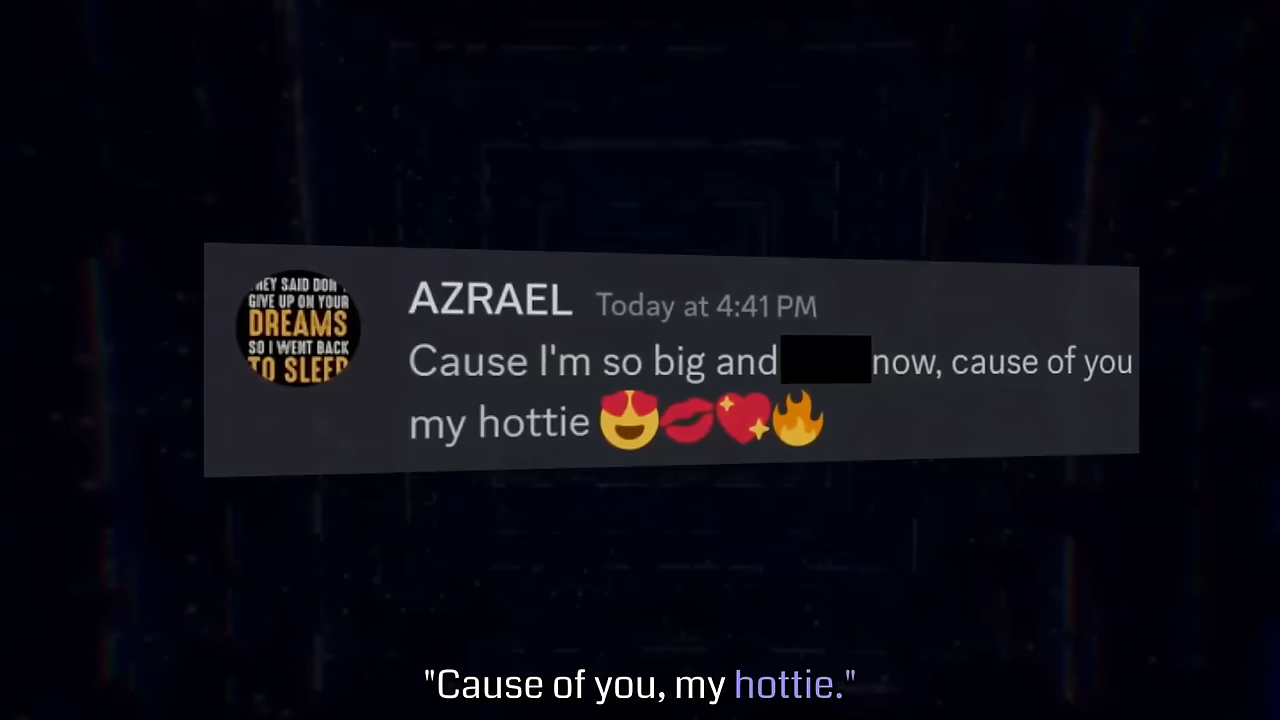 HEY SAID DON
GIVE UP ON YOUR
DREAMS
SO I WENT BACK
TO SLEEP
AZRAEL Today at 4:41 PM
Cause I'm so big and now, cause of you
my hottie 😍💋💖🔥
"Cause of you, my hottie."